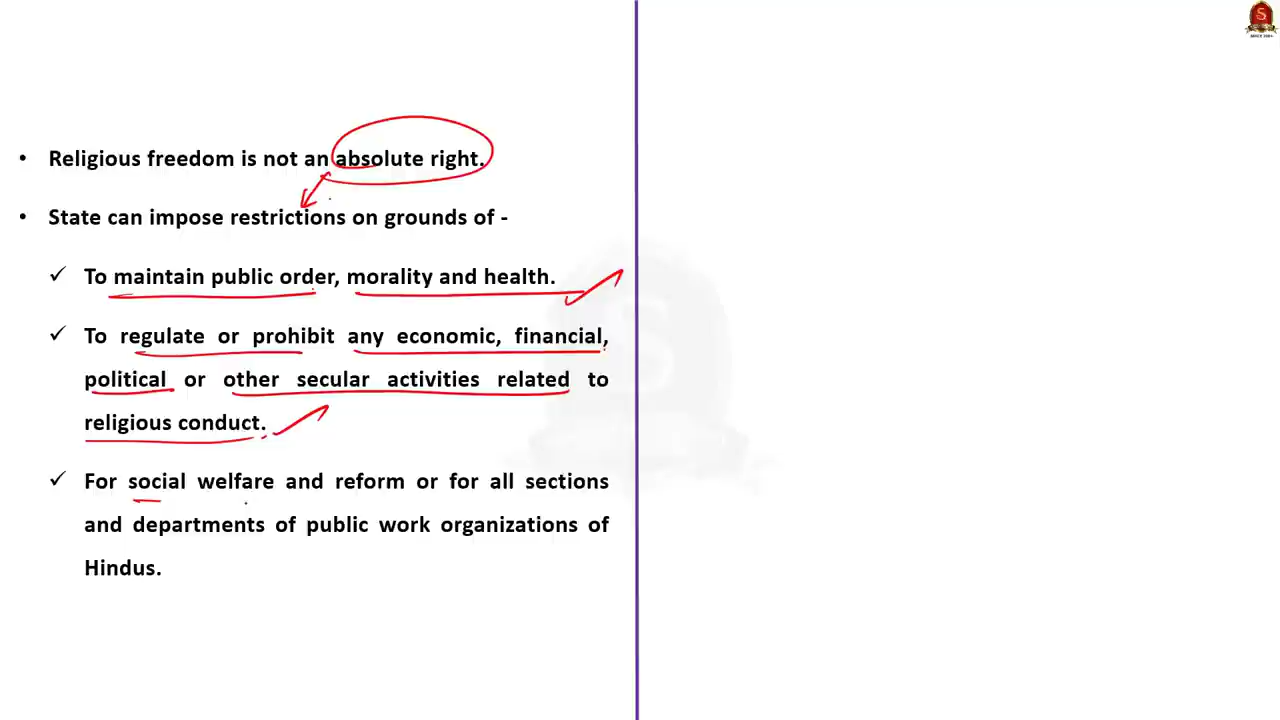 • Religious freedom is not an absolute right.
• State can impose restrictions on grounds of -
✓ To maintain public order, morality and health.
✓ To regulate or prohibit any economic, financial,
political or other secular activities related to
religious conduct.
✓ For social welfare and reform or for all sections
and departments of public work organizations of
Hindus.
S